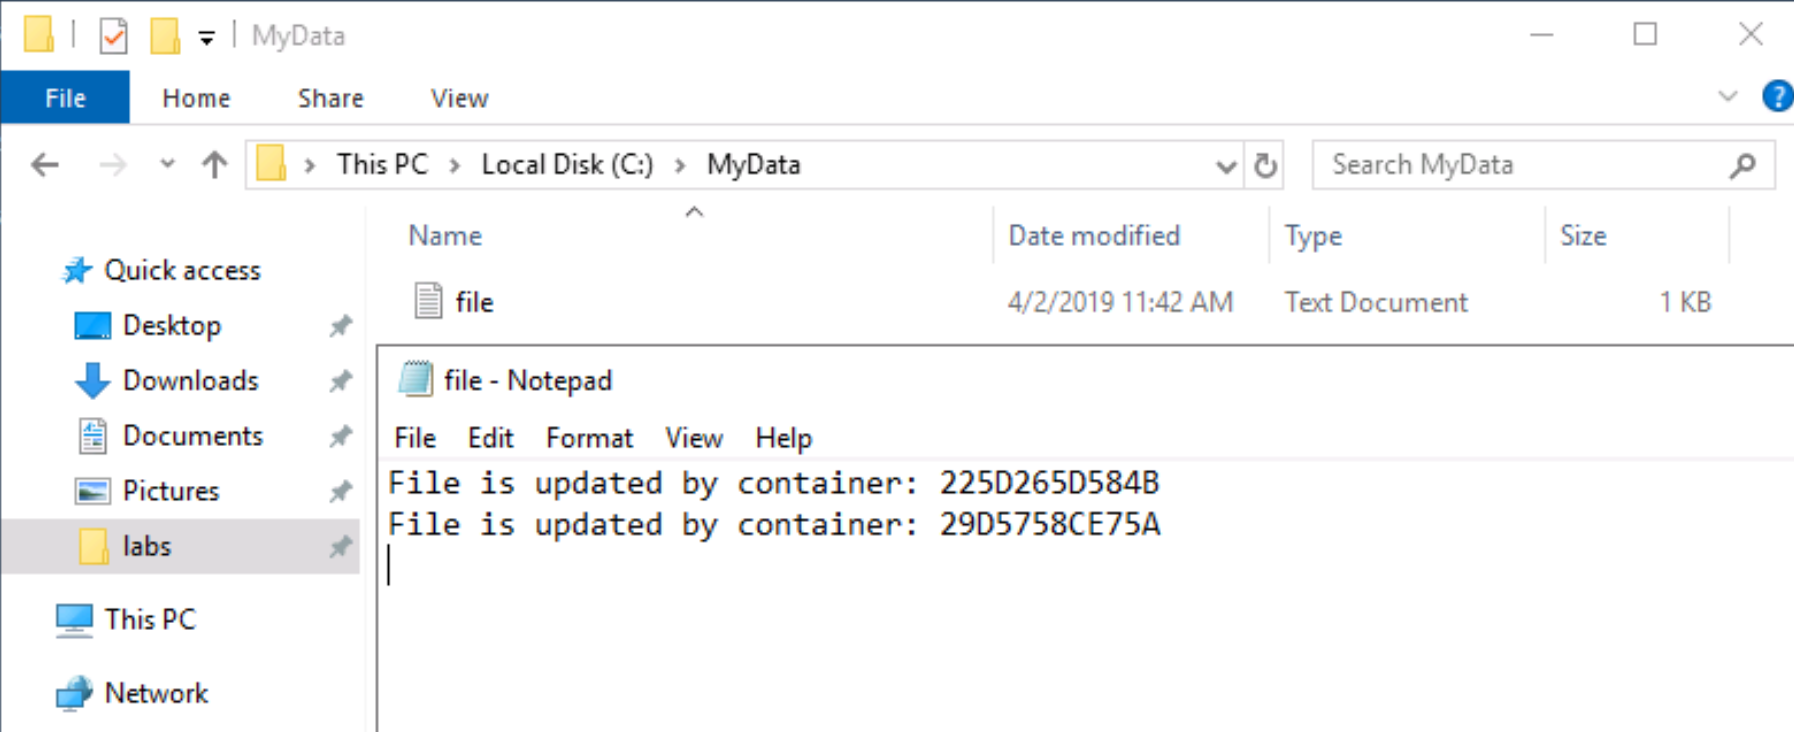 MyData
File Home Share View
This PC Local Disk (C:) MyData Search MyData
Name Date modified Type Size
Quick access
file 4/2/2019 11:42 AM Text Document 1 KB
Desktop
Downloads
Documents
Pictures
labs
This PC
Network
file - Notepad
File Edit Format View Help
File is updated by container: 225D265D584B
File is updated by container: 29D5758CE75A